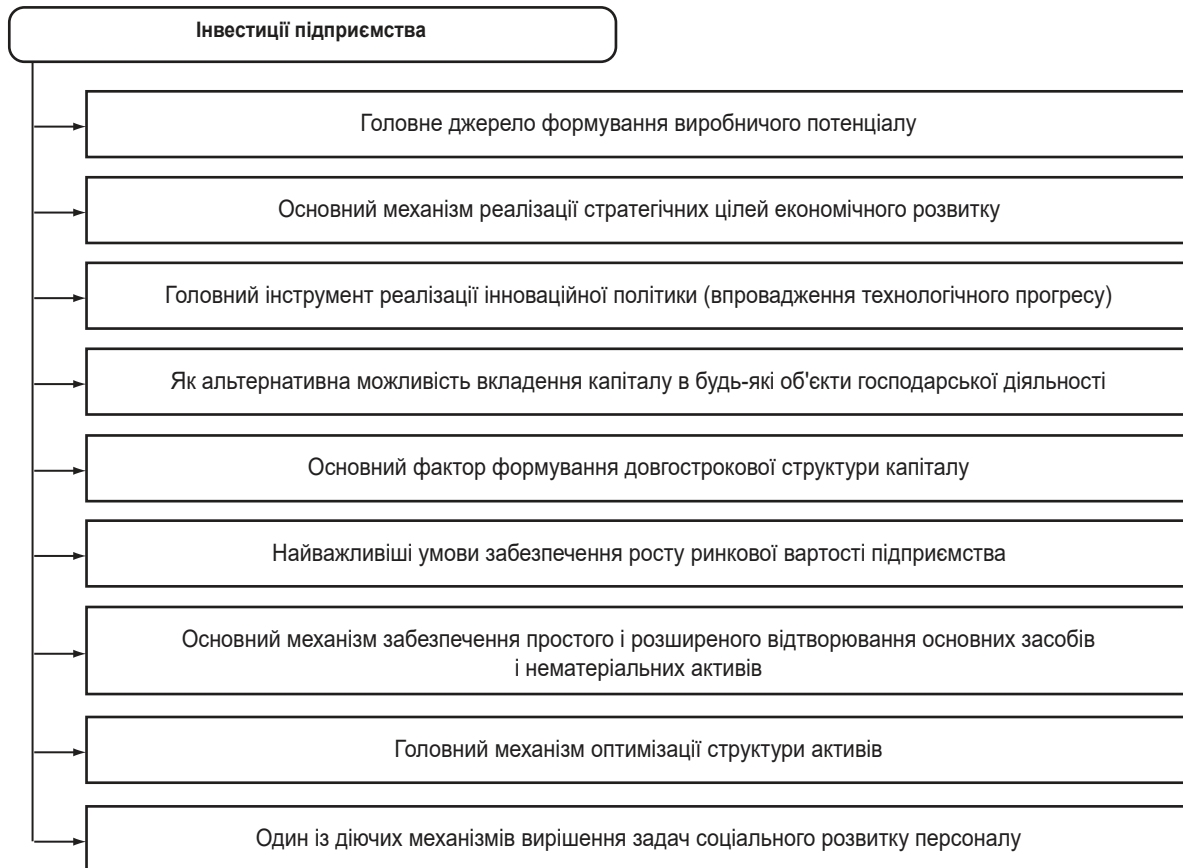 Інвестиції підприємства
Головне джерело формування виробничого потенціалу
Основний механізм реалізації стратегічних цілей економічного розвитку
Головний інструмент реалізації інноваційної політики (впровадження технологічного прогресу)
Як альтернативна можливість вкладення капіталу в будь-які об'єкти господарської діяльності
Основний фактор формування довгострокової структури капіталу
Найважливіші умови забезпечення росту ринкової вартості підприємства
Основний механізм забезпечення простого і розширеного відтворювання основних засобів
і нематеріальних активів
Головний механізм оптимізації структури активів
Один із діючих механізмів вирішення задач соціального розвитку персоналу